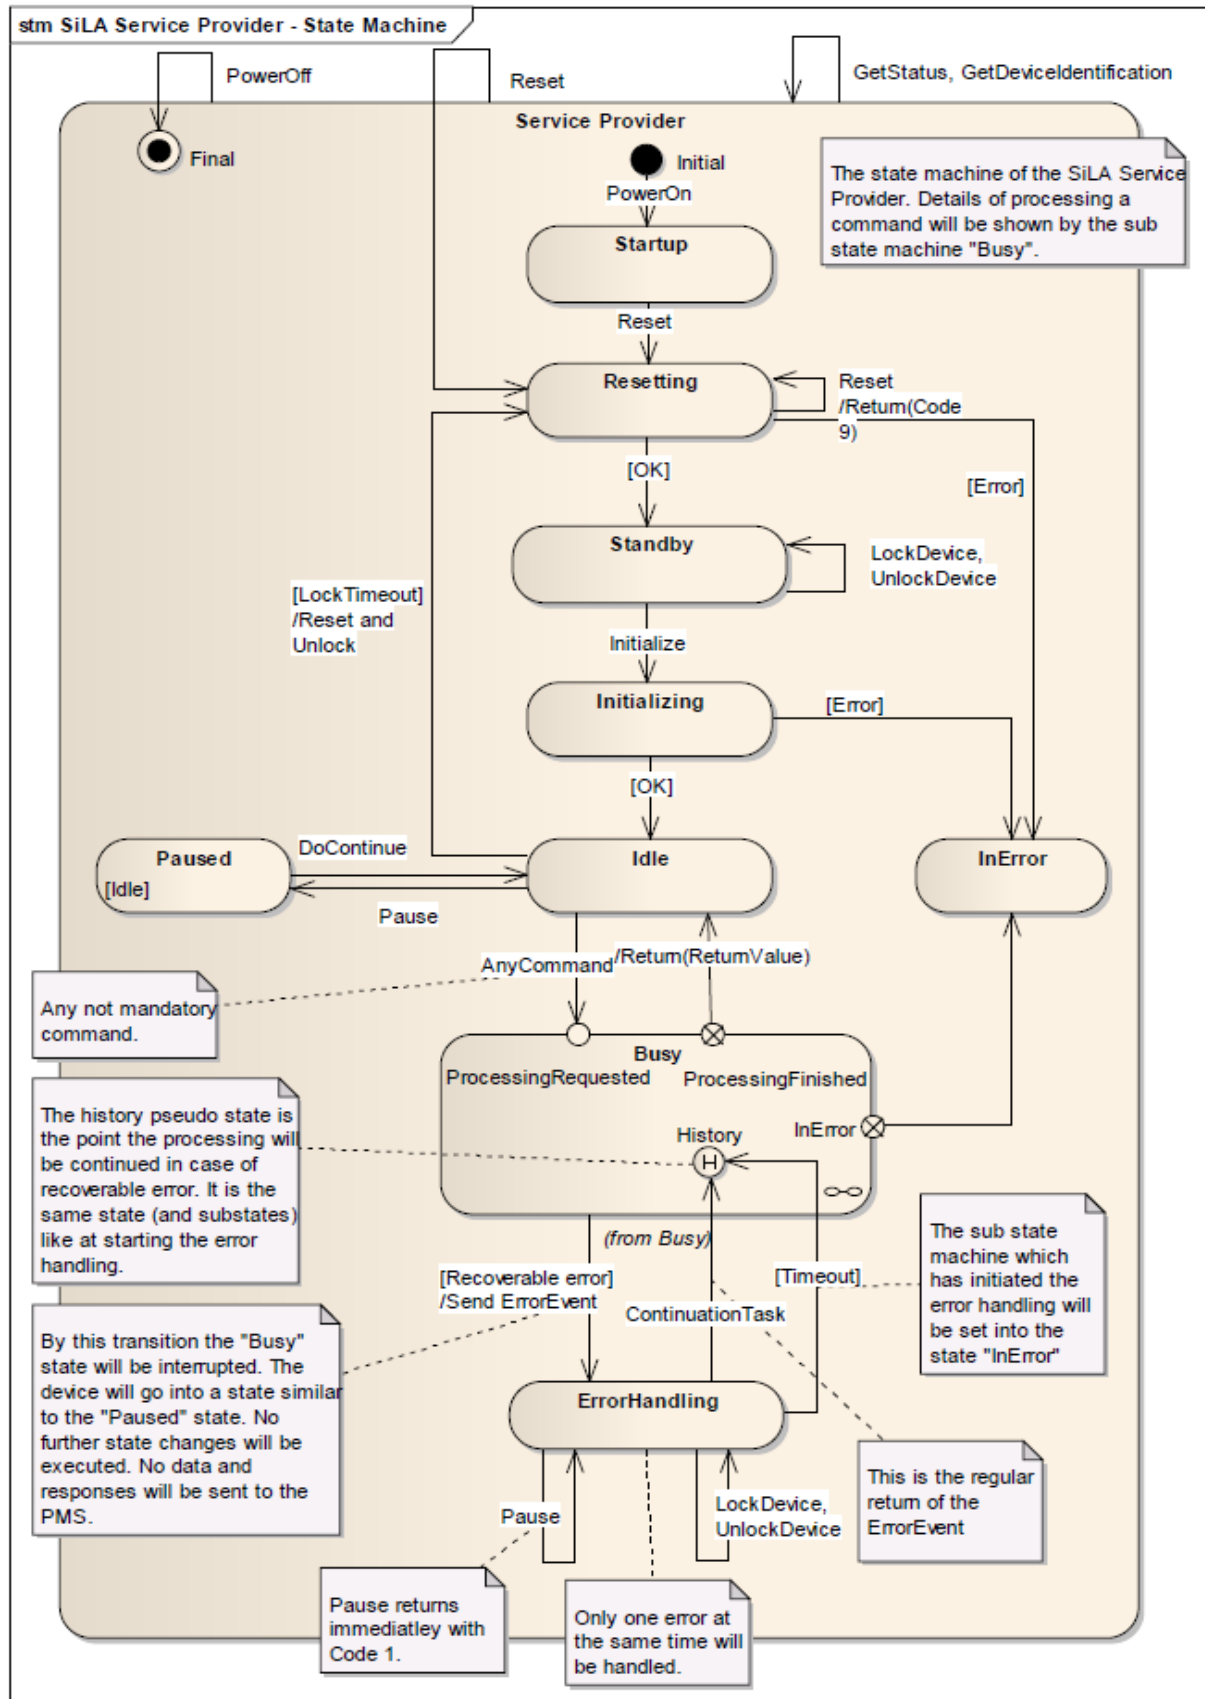 stm SiLA Service Provider - State Machine
PowerOff
Reset
GetStatus, GetDeviceIdentification
Service Provider
Final
Initial
PowerOn
The state machine of the SiLA Service
Provider. Details of processing a
command will be shown by the sub
state machine "Busy".
Startup
Reset
Resetting
Reset
/Return(Code
9)
[OK]
[Error]
Standby
LockDevice,
UnlockDevice
[LockTimeout]
/Reset and
Unlock
Initialize
Initializing
[Error]
[OK]
Paused
[Idle]
DoContinue
Idle
InError
Pause
AnyCommand
/Return(ReturnValue)
Any not mandatory
command.
Busy
ProcessingRequested
ProcessingFinished
The history pseudo state is
the point the processing will
be continued in case of
recoverable error. It is the
same state (and substates)
like at starting the error
handling.
History
H
InError
(from Busy)
[Recoverable error]
/Send ErrorEvent
[Timeout]
ContinuationTask
The sub state
machine which
has initiated the
error handling will
be set into the
state "InError"
By this transition the "Busy"
state will be interrupted. The
device will go into a state similar
to the "Paused" state. No
further state changes will be
executed. No data and
responses will be sent to the
PMS.
ErrorHandling
Pause
LockDevice,
UnlockDevice
This is the regular
return of the
ErrorEvent
Pause returns
immediatley with
Code 1.
Only one error at
the same time will
be handled.